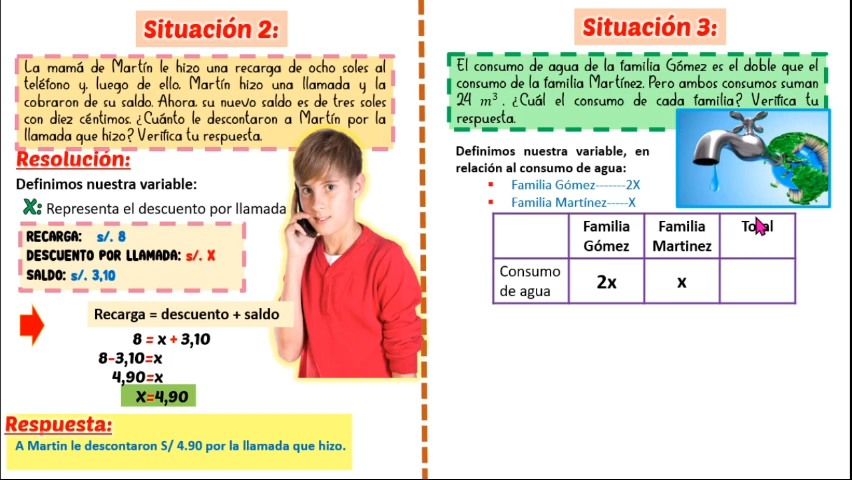 Situación 2:
La mamá de Martín le hizo una recarga de ocho soles al
teléfono y, luego de ello, Martín hizo una llamada y la
cobraron de su saldo. Ahora, su nuevo saldo es de tres soles
con diez céntimos. ¿Cuánto le descontaron a Martín por la
llamada que hizo? Verifica tu respuesta.
Resolución:
Definimos nuestra variable:
X: Representa el descuento por llamada
RECARGA: s/. 8
DESCUENTO POR LLAMADA: s/. X
SALDO: s/. 3,10
Recarga = descuento + saldo
8 = x + 3,10
8-3,10=x
4,90=x
X=4,90
Respuesta:
A Martin le descontaron S/ 4.90 por la llamada que hizo.
Situación 3:
El consumo de agua de la familia Gómez es el doble que el
consumo de la familia Martínez. Pero ambos consumos suman
24 m³. ¿Cuál el consumo de cada familia? Verifica tu
respuesta.
Definimos nuestra variable, en
relación al consumo de agua:
▪ Familia Gómez-------2X
▪ Familia Martínez-----X
Familia Familia Total
Gómez Martinez
Consumo
de agua 2x x